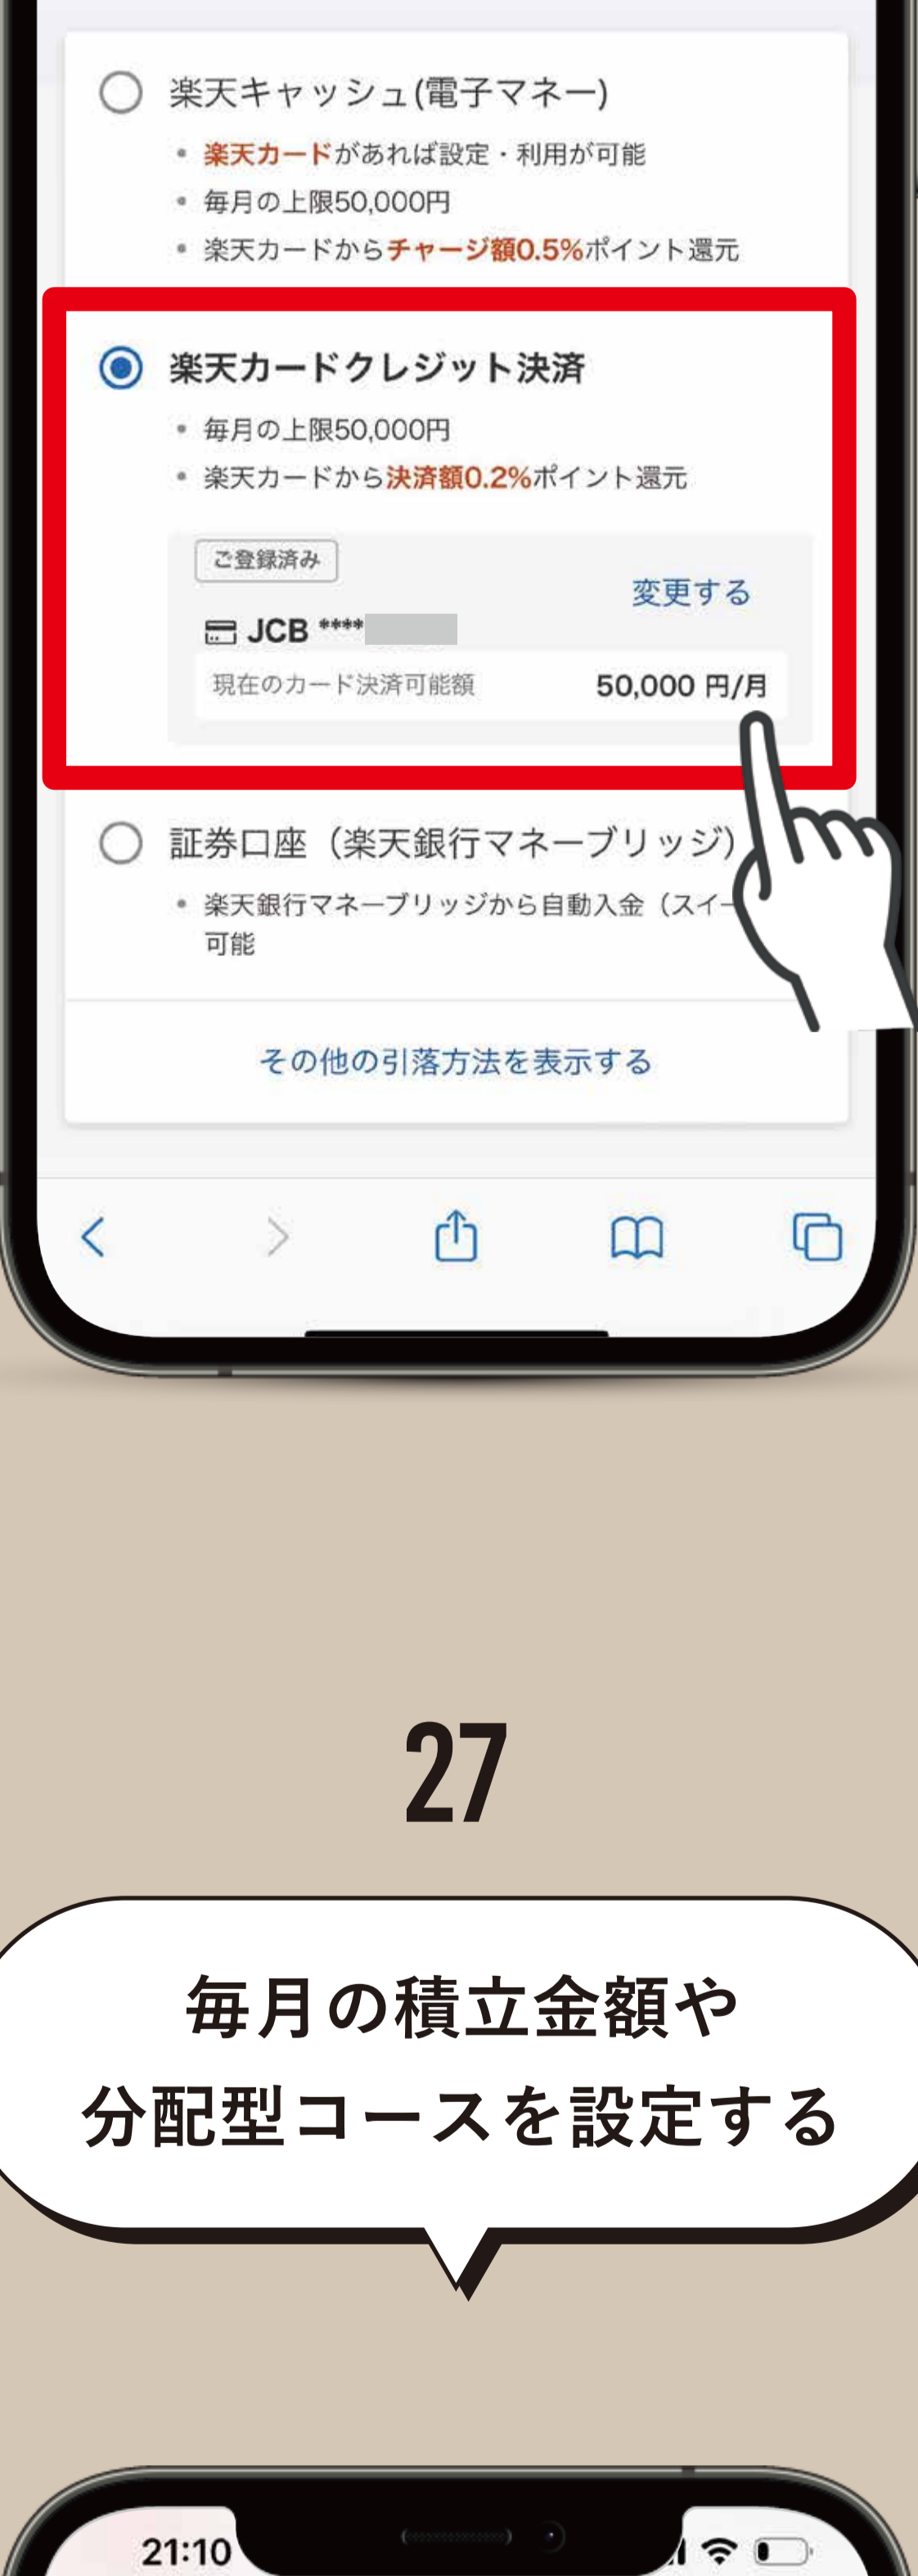 楽天キャッシュ(電子マネー)
• 楽天カードがあれば設定・利用が可能
• 毎月の上限50,000円
• 楽天カードからチャージ額0.5%ポイント還元
楽天カードクレジット決済
• 毎月の上限50,000円
• 楽天カードから決済額0.2%ポイント還元
ご登録済み
変更する
JCB ****
現在のカード決済可能額 50,000 円/月
証券口座（楽天銀行マネーブリッジ）
• 楽天銀行マネーブリッジから自動入金（スイー
可能
その他の引落方法を表示する
27
毎月の積立金額や
分配型コースを設定する
21:10